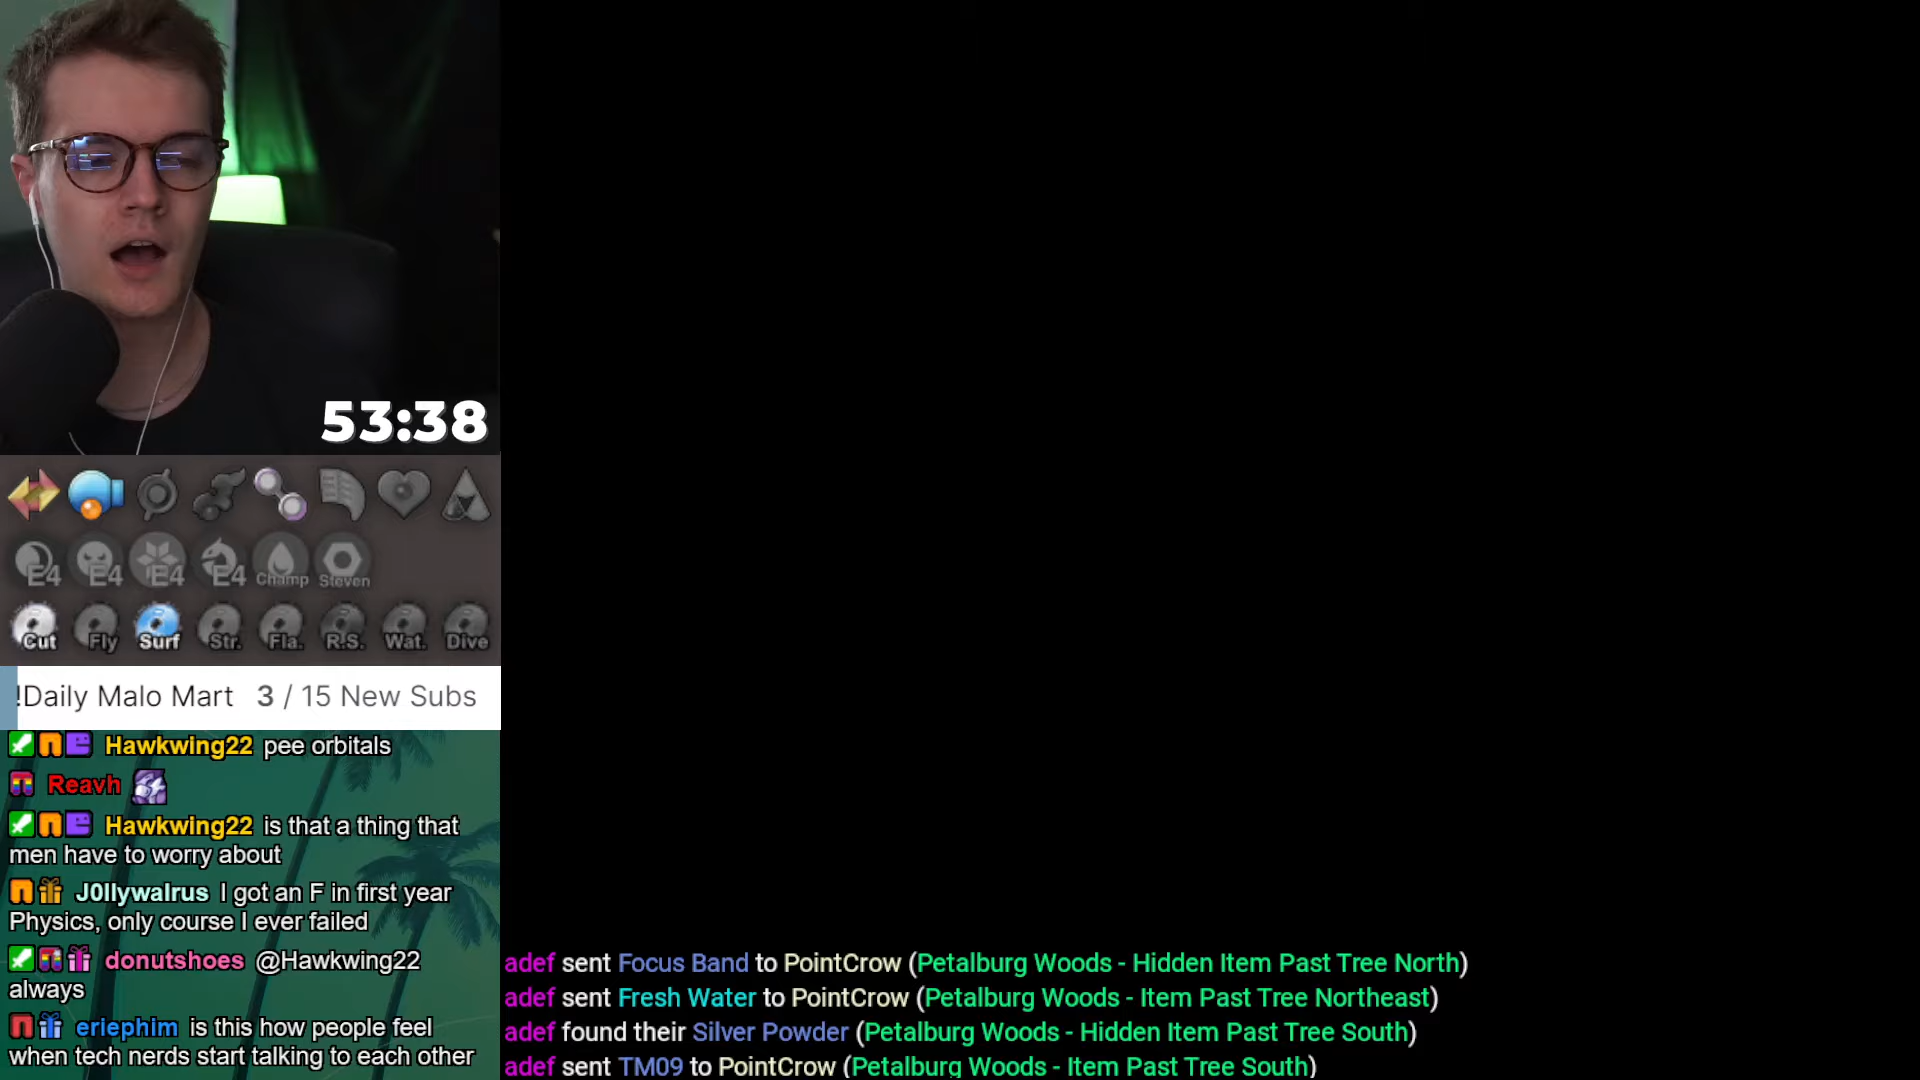 53:38
E4 E4 E4 E4 Champ Steven
Cut Fly Surf Str. Fla. R.S. Wat. Dive
!Daily Malo Mart 3 / 15 New Subs
Hawkwing22 pee orbitals
Reavh
Hawkwing22 is that a thing that
men have to worry about
J0llywalrus I got an F in first year
Physics, only course I ever failed
donutshoes @Hawkwing22
always
eriephim is this how people feel
when tech nerds start talking to each other
adef sent Focus Band to PointCrow (Petalburg Woods - Hidden Item Past Tree North)
adef sent Fresh Water to PointCrow (Petalburg Woods - Item Past Tree Northeast)
adef found their Silver Powder (Petalburg Woods - Hidden Item Past Tree South)
adef sent TM09 to PointCrow (Petalburg Woods - Item Past Tree South)